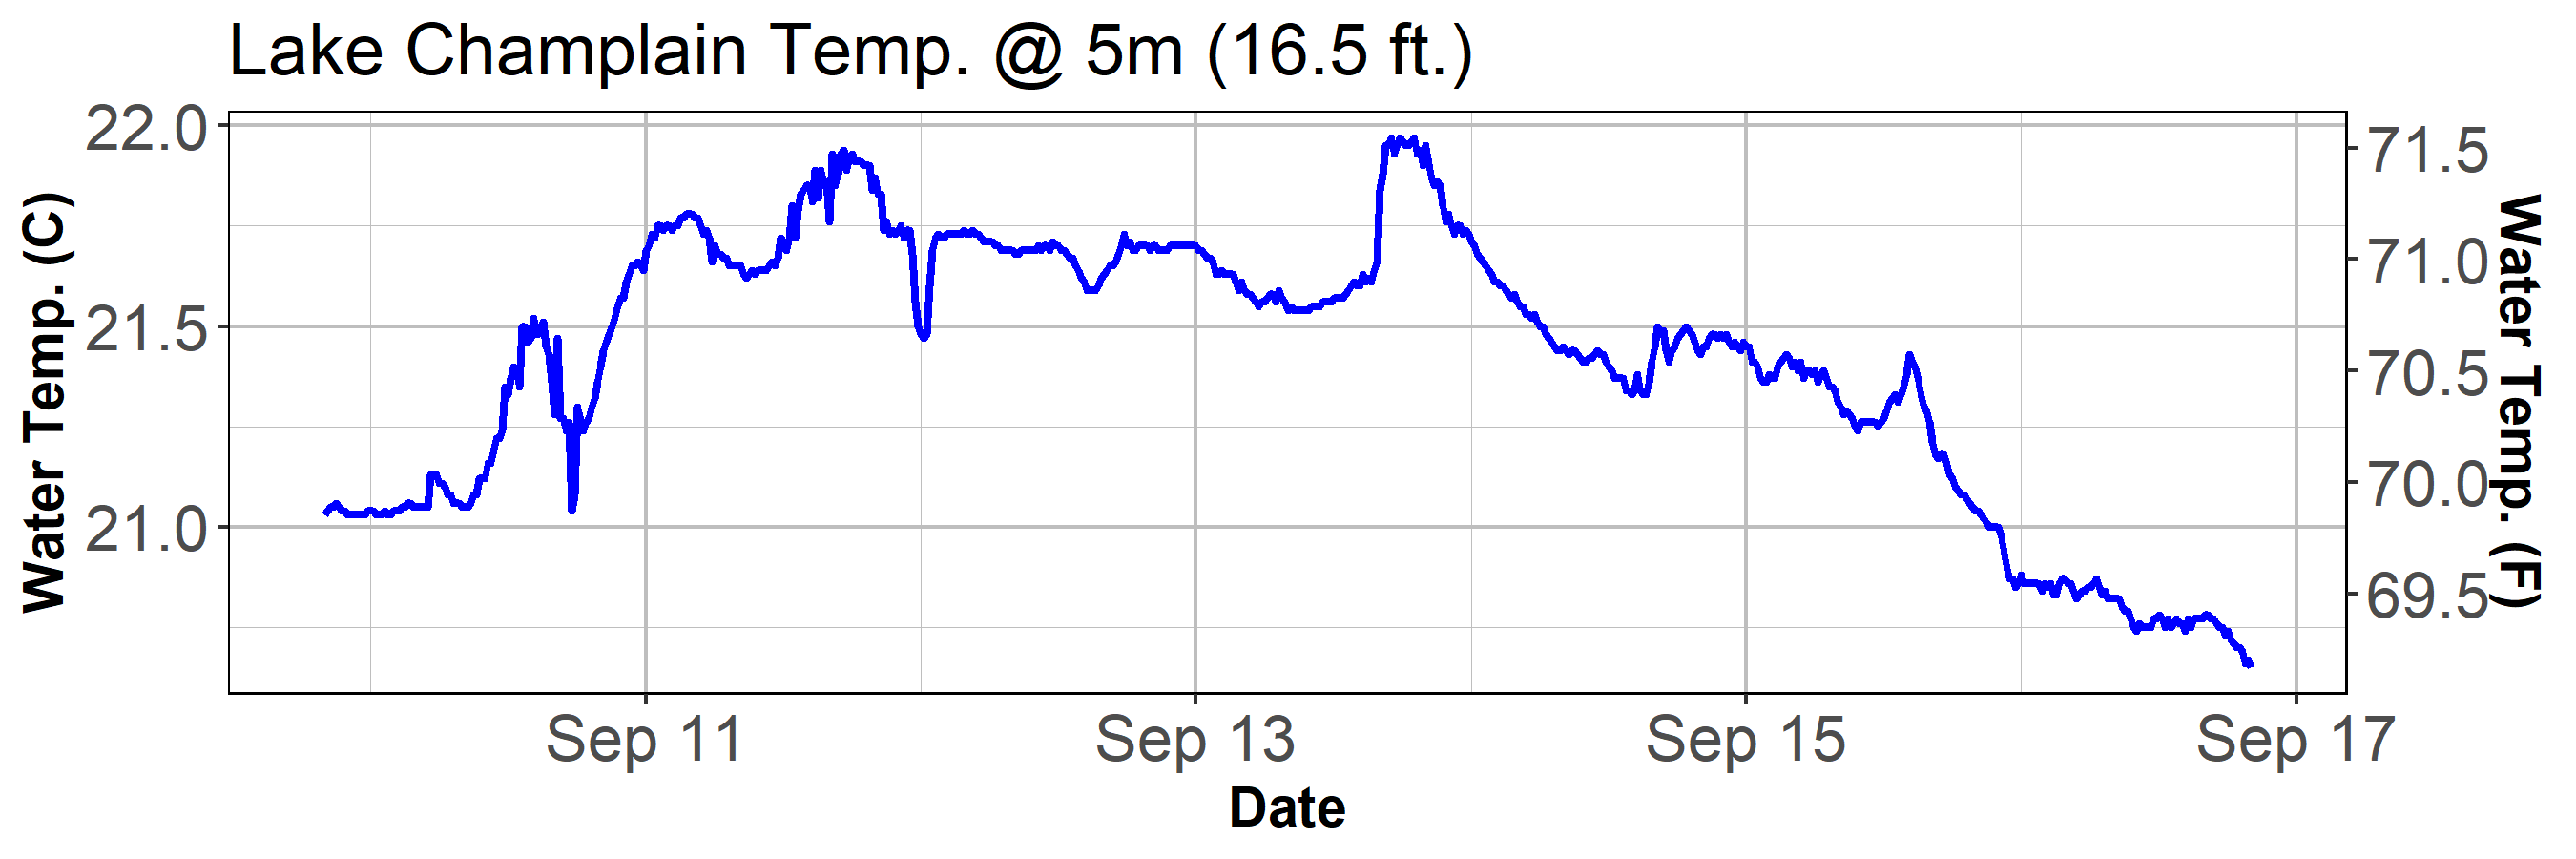 Lake Champlain Temp. @ 5m (16.5 ft.)
22.0
21.5
21.0
Water Temp. (C)
71.5
71.0
70.5
70.0
69.5
Water Temp. (F)
Sep 11 Sep 13 Sep 15 Sep 17
Date